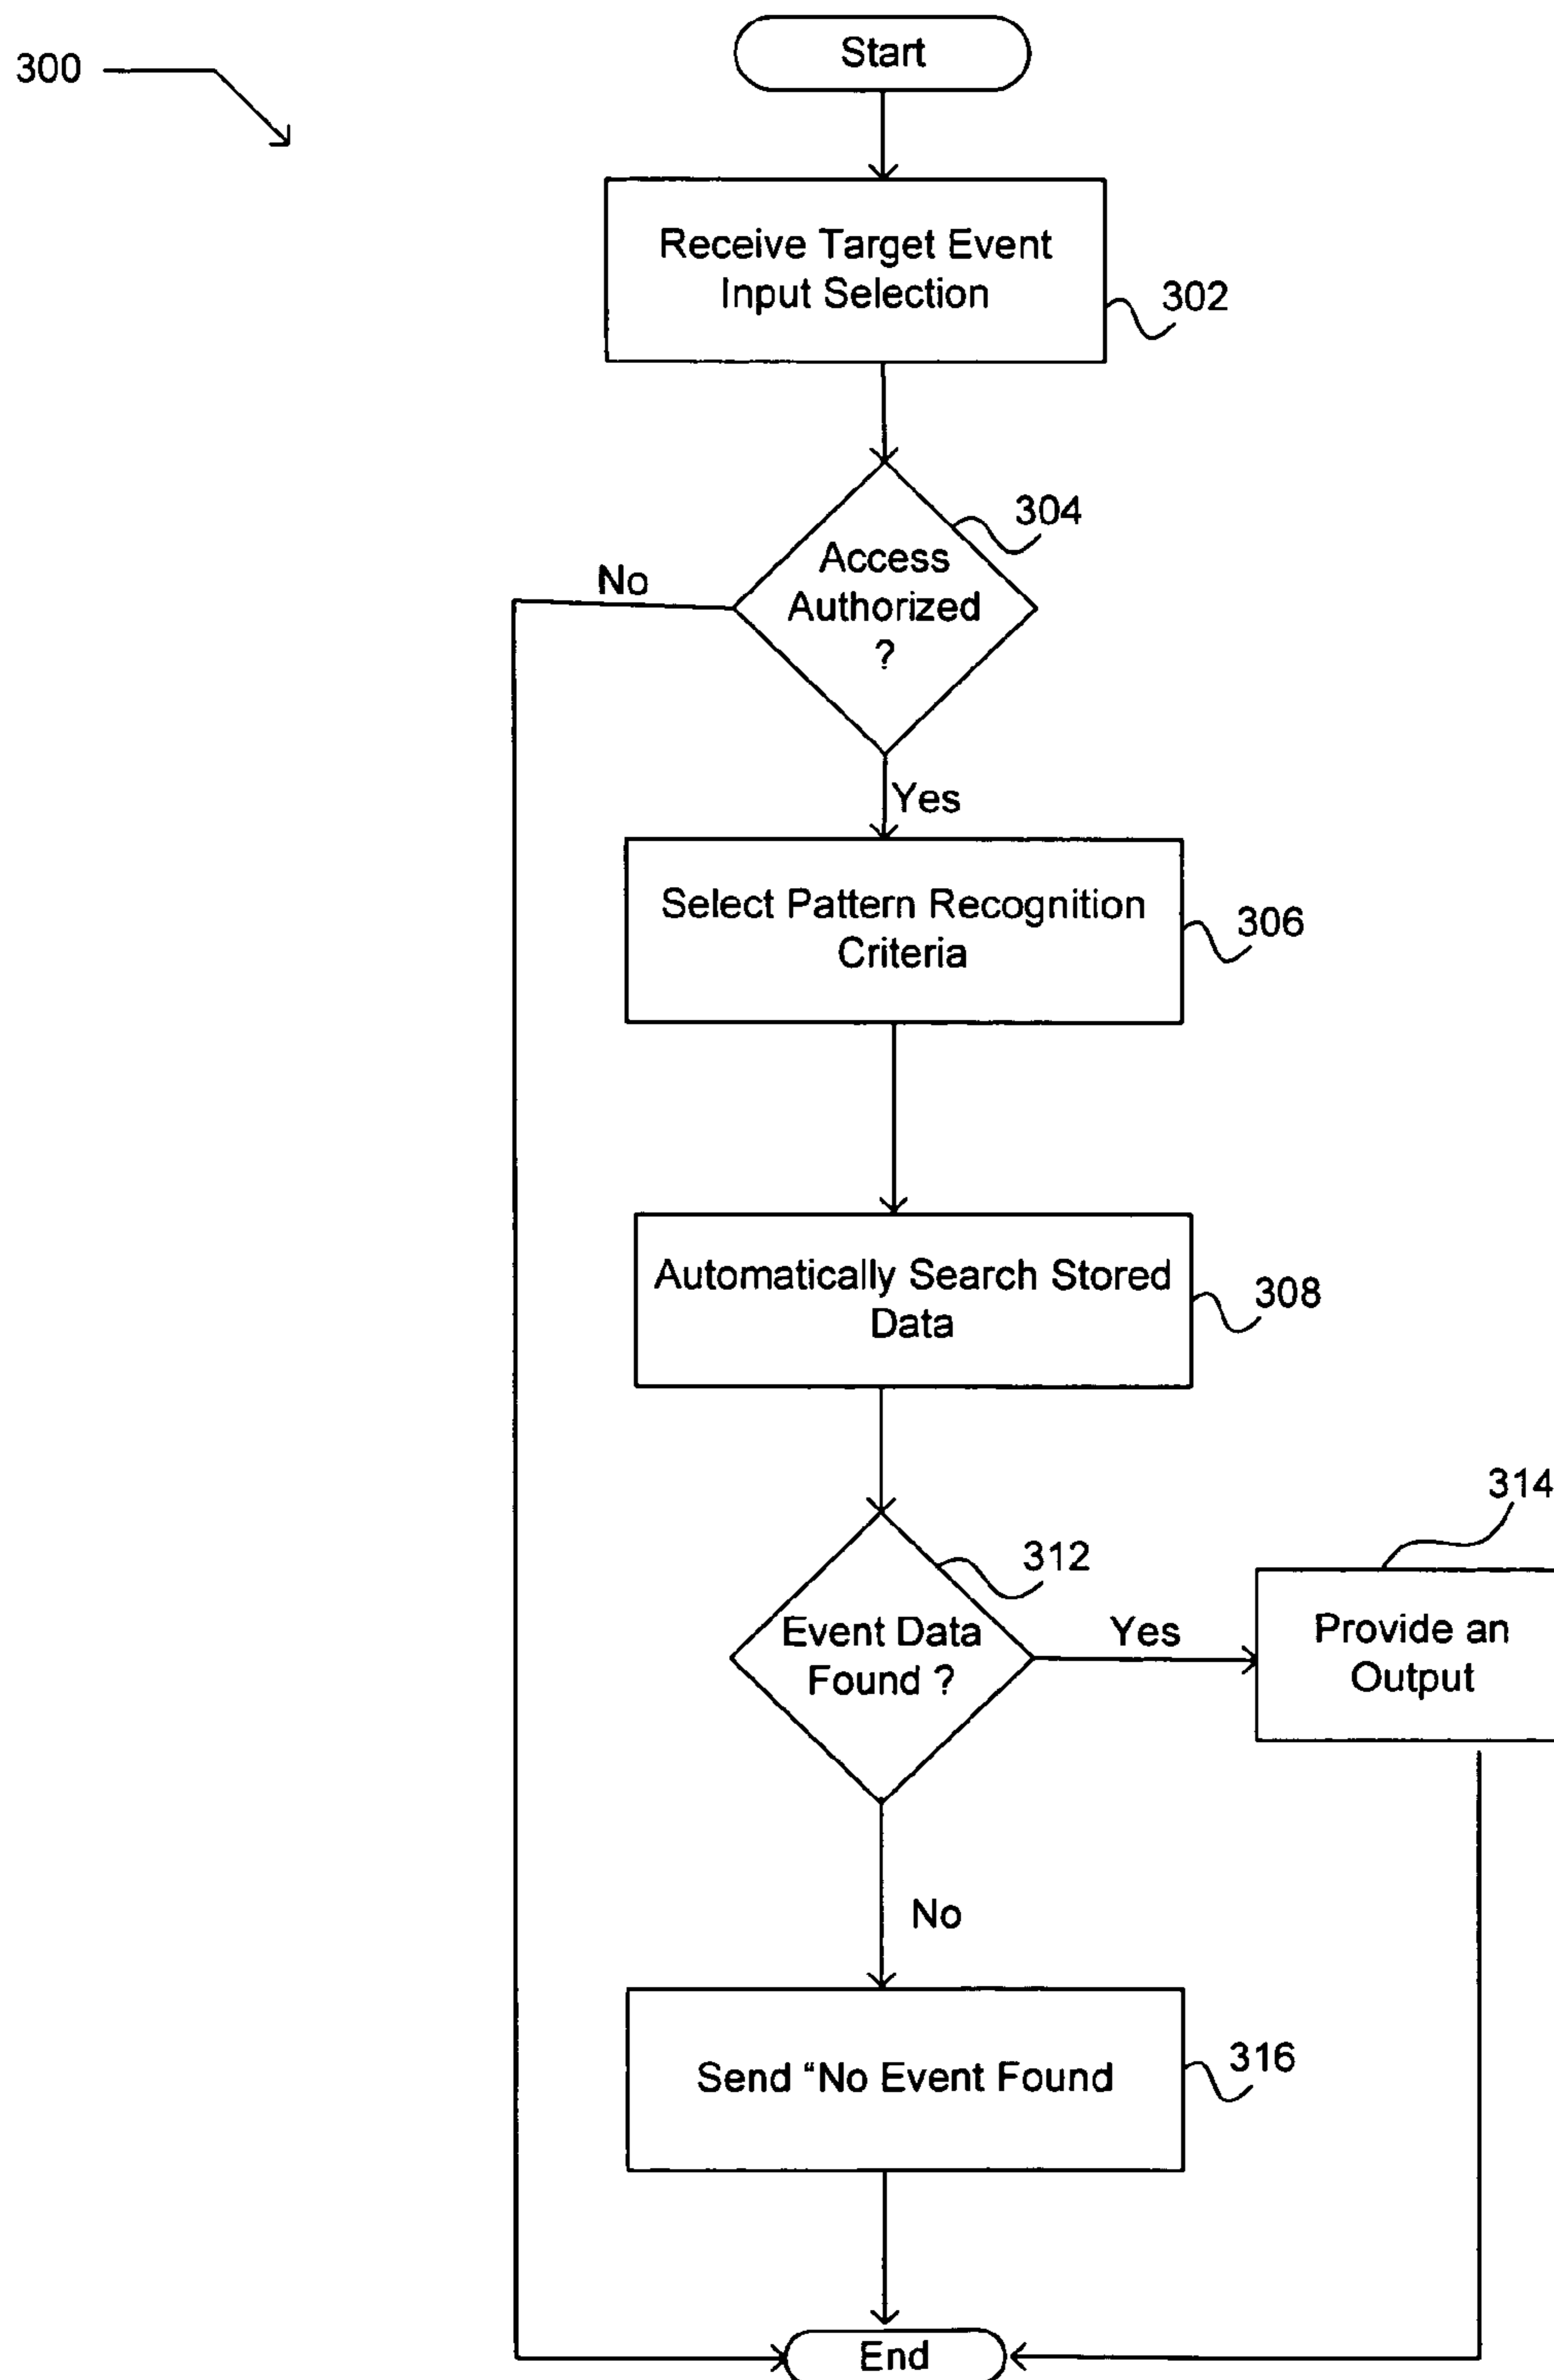 300
Start
Receive Target Event
Input Selection
302
304
Access
Authorized
?
No
Yes
Select Pattern Recognition
Criteria
306
Automatically Search Stored
Data
308
312
Event Data
Found ?
Yes
314
Provide an
Output
No
Send “No Event Found
316
End